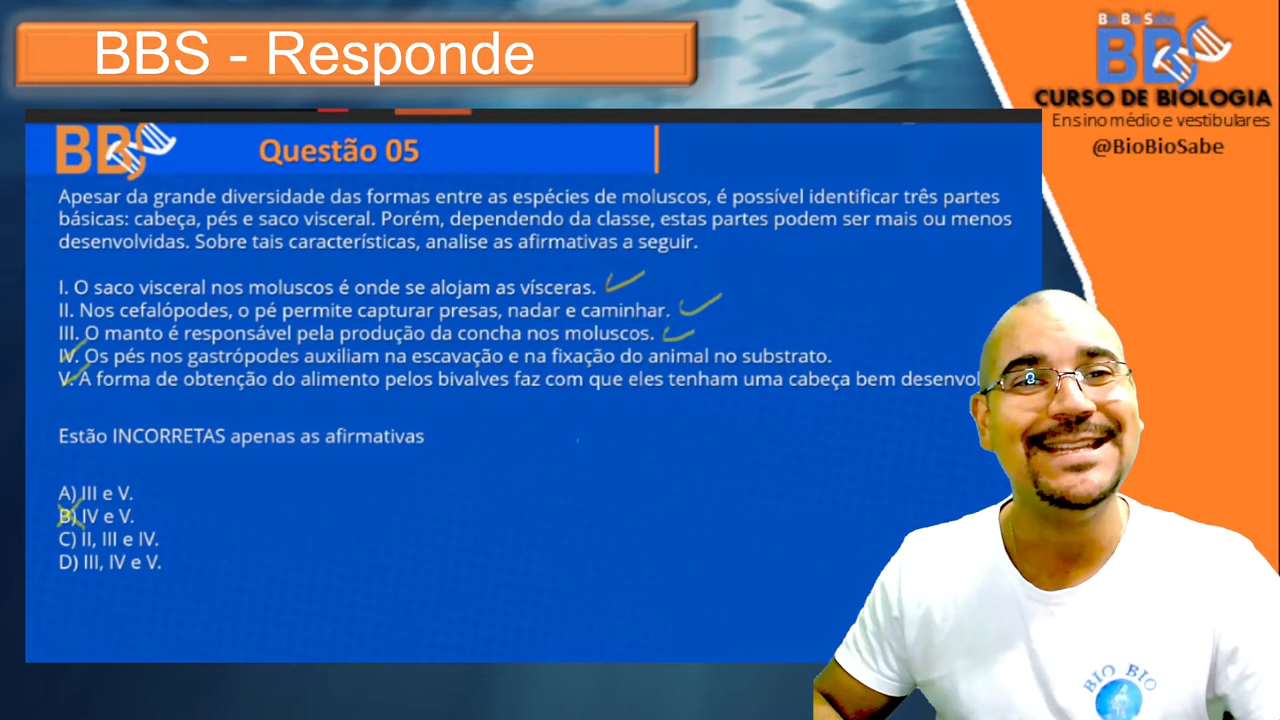 BBS - Responde
Bio Bio Sabe
BBS
CURSO DE BIOLOGIA
Ensino médio e vestibulares
@BioBioSabe
BBS
Questão 05
Apesar da grande diversidade das formas entre as espécies de moluscos, é possível identificar três partes
básicas: cabeça, pés e saco visceral. Porém, dependendo da classe, estas partes podem ser mais ou menos
desenvolvidas. Sobre tais características, analise as afirmativas a seguir.
I. O saco visceral nos moluscos é onde se alojam as vísceras.
II. Nos cefalópodes, o pé permite capturar presas, nadar e caminhar.
III. O manto é responsável pela produção da concha nos moluscos.
IV. Os pés nos gastrópodes auxiliam na escavação e na fixação do animal no substrato.
V. A forma de obtenção do alimento pelos bivalves faz com que eles tenham uma cabeça bem desenvol
Estão INCORRETAS apenas as afirmativas
A) III e V.
B) IV e V.
C) II, III e IV.
D) III, IV e V.
BIO BIO